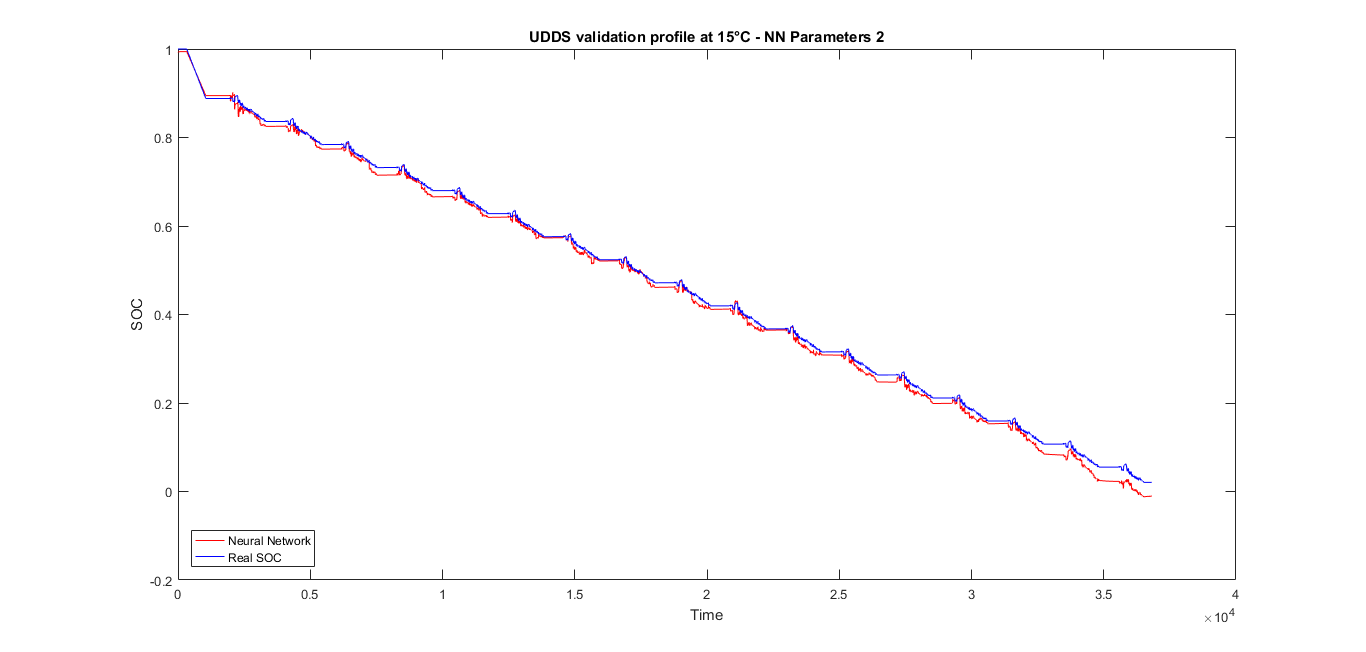 UDDS validation profile at 15°C - NN Parameters 2
1
0.8
0.6
0.4
0.2
0
-0.2
SOC
Neural Network
Real SOC
0 0.5 1 1.5 2 2.5 3 3.5 4
Time
×10⁴